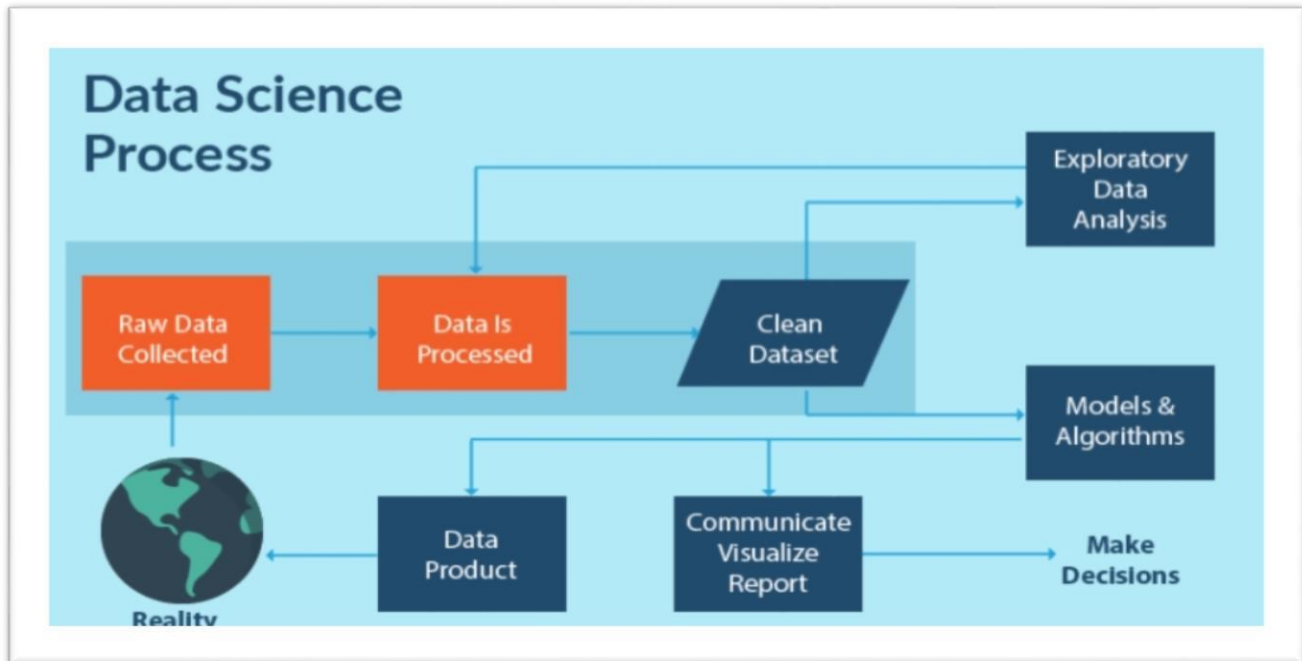 Data Science
Process
Exploratory
Data
Analysis
Raw Data
Collected
Data Is
Processed
Clean
Dataset
Models &
Algorithms
Data
Product
Communicate
Visualize
Report
Make
Decisions
Reality